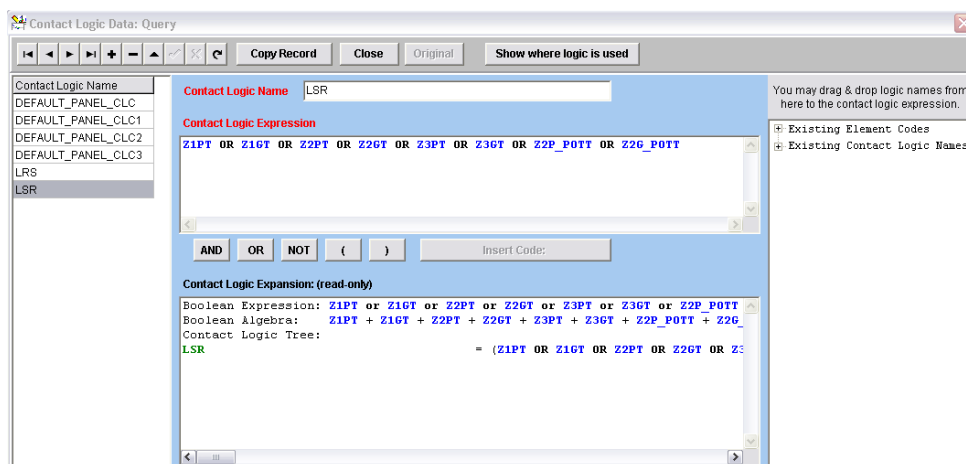 Contact Logic Data: Query
Copy Record Close Original Show where logic is used
Contact Logic Name
DEFAULT_PANEL_CLC
DEFAULT_PANEL_CLC1
DEFAULT_PANEL_CLC2
DEFAULT_PANEL_CLC3
LRS
LSR
Contact Logic Name LSR
Contact Logic Expression
Z1PT OR Z1GT OR Z2PT OR Z2GT OR Z3PT OR Z3GT OR Z2P_POTT OR Z2G_POTT
AND OR NOT ( ) Insert Code:
Contact Logic Expansion: (read-only)
Boolean Expression: Z1PT or Z1GT or Z2PT or Z2GT or Z3PT or Z3GT or Z2P_POTT
Boolean Algebra: Z1PT + Z1GT + Z2PT + Z2GT + Z3PT + Z3GT + Z2P_POTT + Z2G_
Contact Logic Tree:
LSR = (Z1PT OR Z1GT OR Z2PT OR Z2GT OR Z3
You may drag & drop logic names from
here to the contact logic expression.
Existing Element Codes
Existing Contact Logic Names